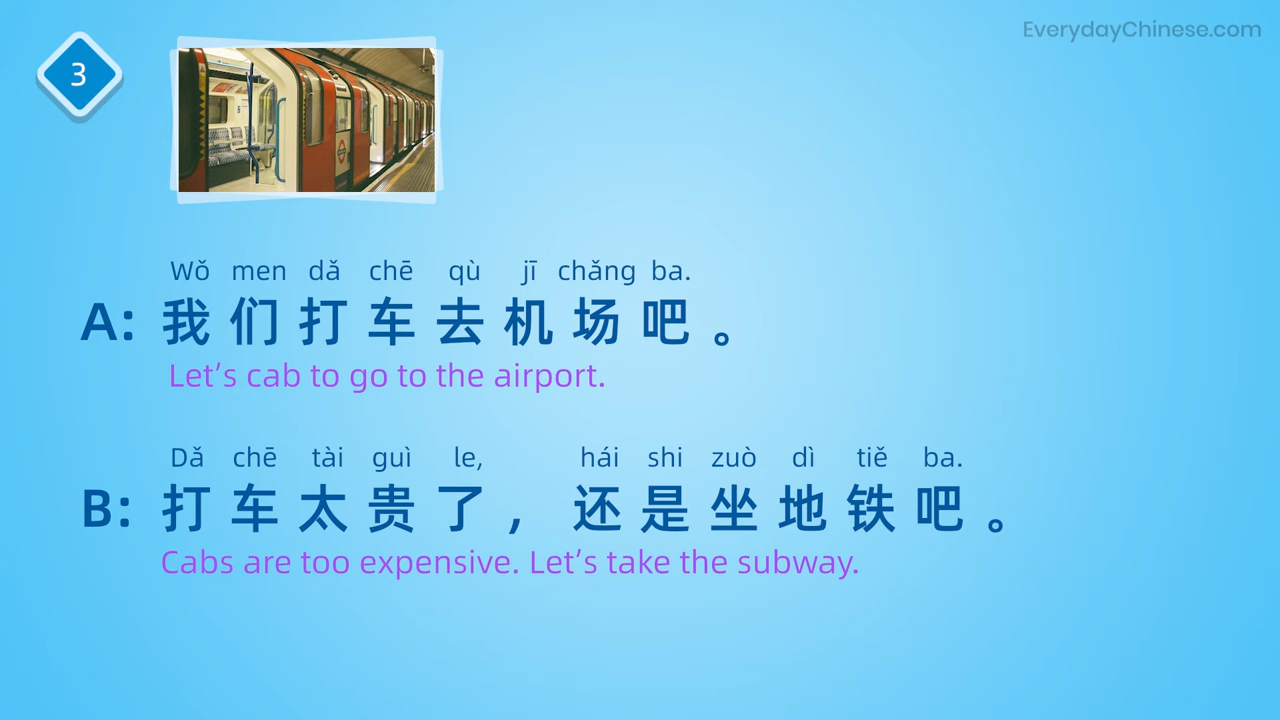 EverydayChinese.com
3
Wǒ men dǎ chē qù jī chǎng ba.
A: 我们打车去机场吧。
Let's cab to go to the airport.
Dǎ chē tài guì le, hái shi zuò dì tiě ba.
B: 打车太贵了，还是坐地铁吧。
Cabs are too expensive. Let's take the subway.